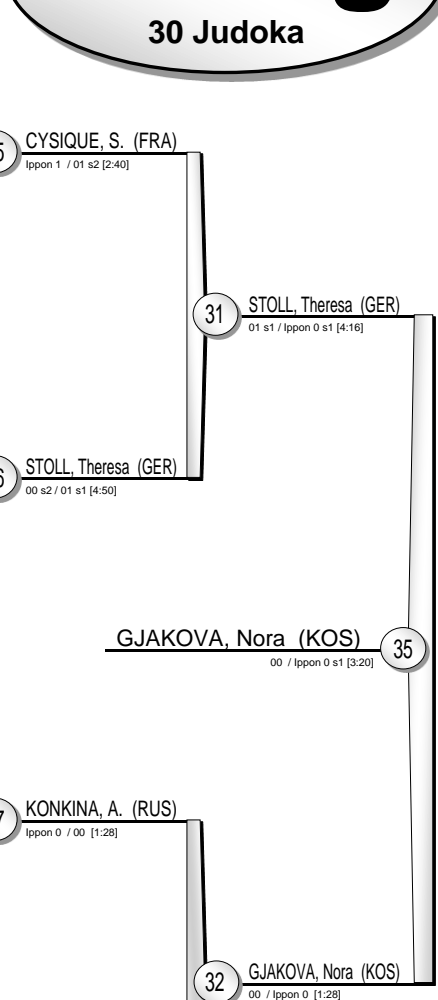 30 Judoka
CYSIQUE, S. (FRA)
Ippon 1 / 01 s2 [2:40]
31
STOLL, Theresa (GER)
01 s1 / Ippon 0 s1 [4:16]
STOLL, Theresa (GER)
00 s2 / 01 s1 [4:50]
GJAKOVA, Nora (KOS)
35
00 / Ippon 0 s1 [3:20]
KONKINA, A. (RUS)
Ippon 0 / 00 [1:28]
32
GJAKOVA, Nora (KOS)
00 / Ippon 0 [1:28]